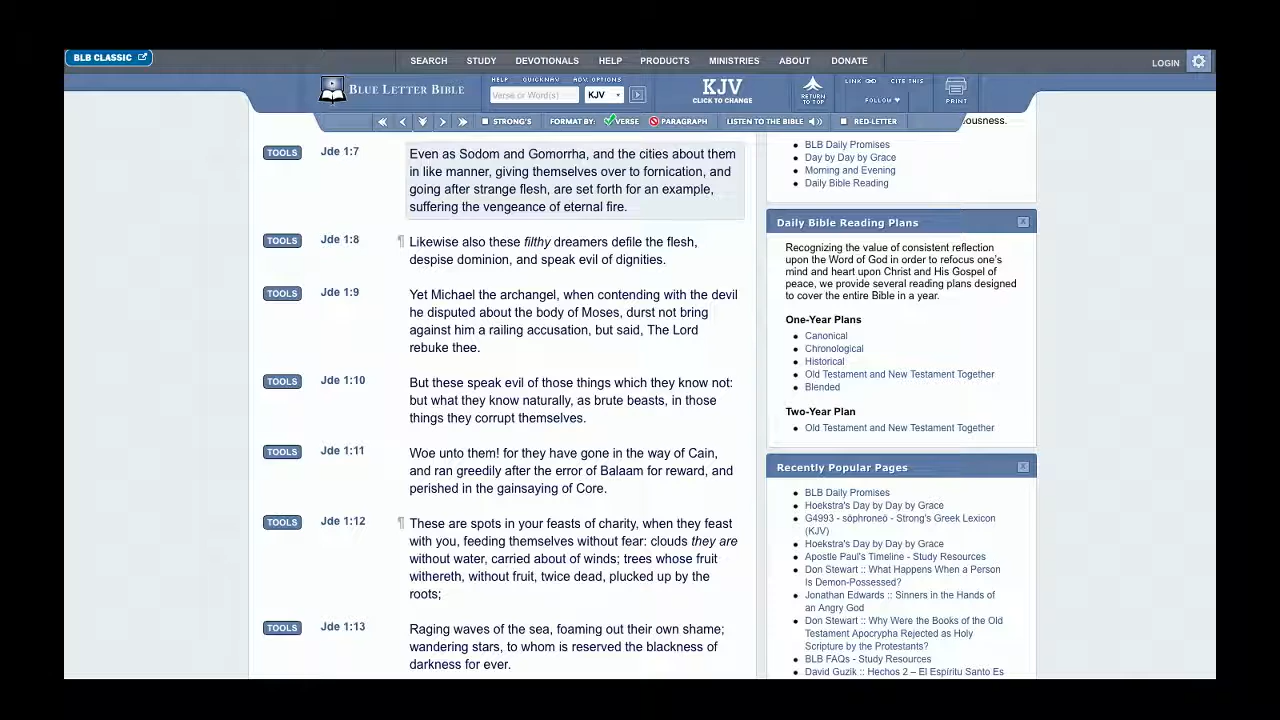 BLB CLASSIC
SEARCH STUDY DEVOTIONALS HELP PRODUCTS MINISTRIES ABOUT DONATE
LOGIN
BLUE LETTER BIBLE
HELP QUICKNAV ADV. OPTIONS
Verse or Word(s) KJV
KJV
CLICK TO CHANGE
RETURN
TO TOP
LINK CITE THIS
FOLLOW
PRINT
STRONG'S FORMAT BY: VERSE PARAGRAPH LISTEN TO THE BIBLE RED-LETTER
TOOLS Jde 1:7 Even as Sodom and Gomorrha, and the cities about them
in like manner, giving themselves over to fornication, and
going after strange flesh, are set forth for an example,
suffering the vengeance of eternal fire.
TOOLS Jde 1:8 ¶ Likewise also these filthy dreamers defile the flesh,
despise dominion, and speak evil of dignities.
TOOLS Jde 1:9 Yet Michael the archangel, when contending with the devil
he disputed about the body of Moses, durst not bring
against him a railing accusation, but said, The Lord
rebuke thee.
TOOLS Jde 1:10 But these speak evil of those things which they know not:
but what they know naturally, as brute beasts, in those
things they corrupt themselves.
TOOLS Jde 1:11 Woe unto them! for they have gone in the way of Cain,
and ran greedily after the error of Balaam for reward, and
perished in the gainsaying of Core.
TOOLS Jde 1:12 ¶ These are spots in your feasts of charity, when they feast
with you, feeding themselves without fear: clouds they are
without water, carried about of winds; trees whose fruit
withereth, without fruit, twice dead, plucked up by the
roots;
TOOLS Jde 1:13 Raging waves of the sea, foaming out their own shame;
wandering stars, to whom is reserved the blackness of
darkness for ever.
ousness.
BLB Daily Promises
Day by Day by Grace
Morning and Evening
Daily Bible Reading
Daily Bible Reading Plans
Recognizing the value of consistent reflection
upon the Word of God in order to refocus one's
mind and heart upon Christ and His Gospel of
peace, we provide several reading plans designed
to cover the entire Bible in a year.
One-Year Plans
Canonical
Chronological
Historical
Old Testament and New Testament Together
Blended
Two-Year Plan
Old Testament and New Testament Together
Recently Popular Pages
BLB Daily Promises
Hoekstra's Day by Day by Grace
G4993 - sōphroneō - Strong's Greek Lexicon
(KJV)
Hoekstra's Day by Day by Grace
Apostle Paul's Timeline - Study Resources
Don Stewart :: What Happens When a Person
Is Demon-Possessed?
Jonathan Edwards :: Sinners in the Hands of
an Angry God
Don Stewart :: Why Were the Books of the Old
Testament Apocrypha Rejected as Holy
Scripture by the Protestants?
BLB FAQs - Study Resources
David Guzik :: Hechos 2 – El Espíritu Santo Es